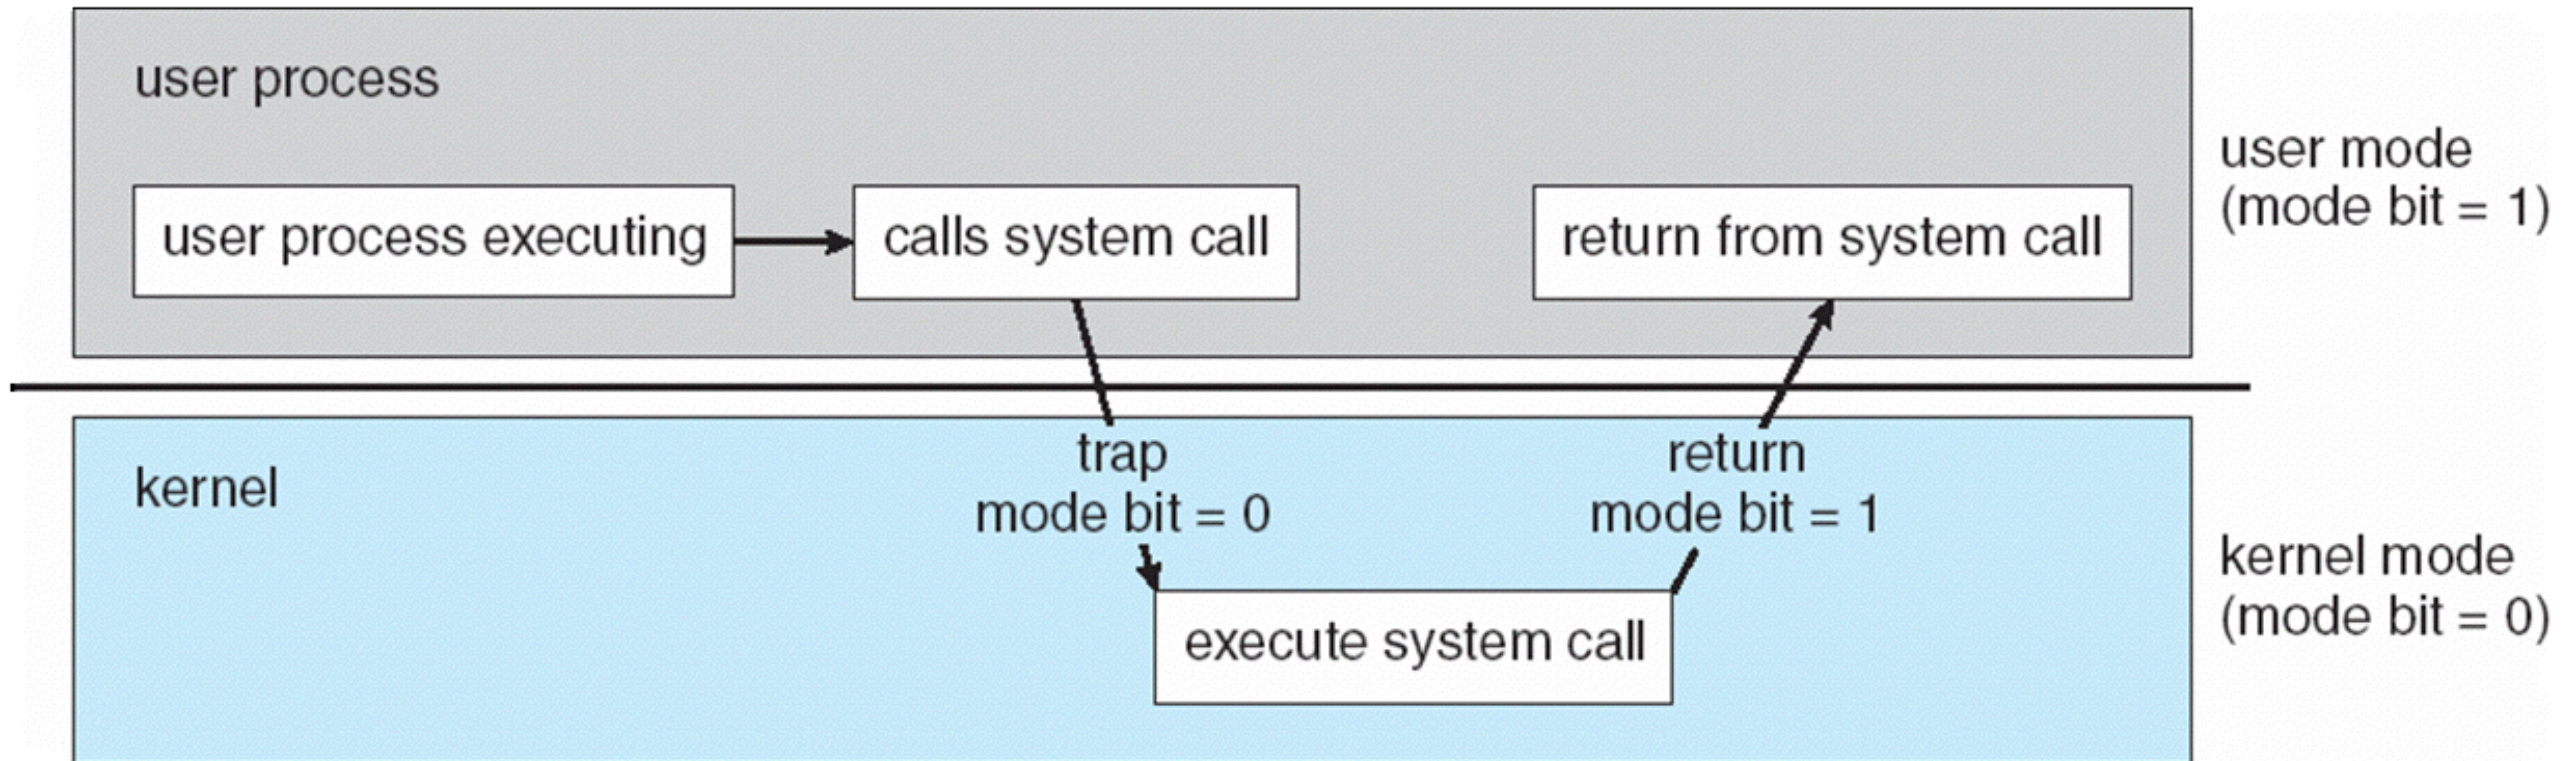 user process
user process executing
calls system call
return from system call
user mode
(mode bit = 1)
kernel
trap
mode bit = 0
return
mode bit = 1
execute system call
kernel mode
(mode bit = 0)